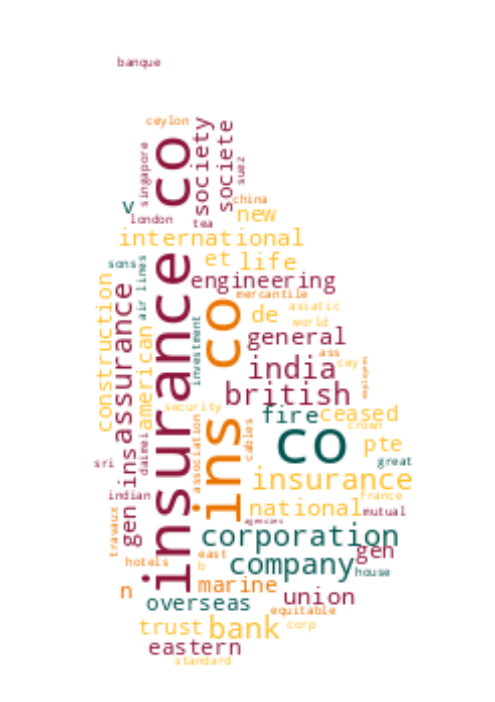 banque
ceylon
insurance co
society
societe
singapore
suez
china
v
london
tea
new
international
sons
et life
air lines
engineering
construction
mercantile
asiatic
ins co
de
world
assurance
american
investment
general
ass
india
cey
employees
british
security
fire
ceased
crown
co
pte
association
cables
great
sri
daimei
gen ins
insurance
indian
france
national
mutual
agencies
travaux
corporation
gen
east
hotels
b
company
house
n
marine
union
overseas
equitable
trust
bank
corp
eastern
standard